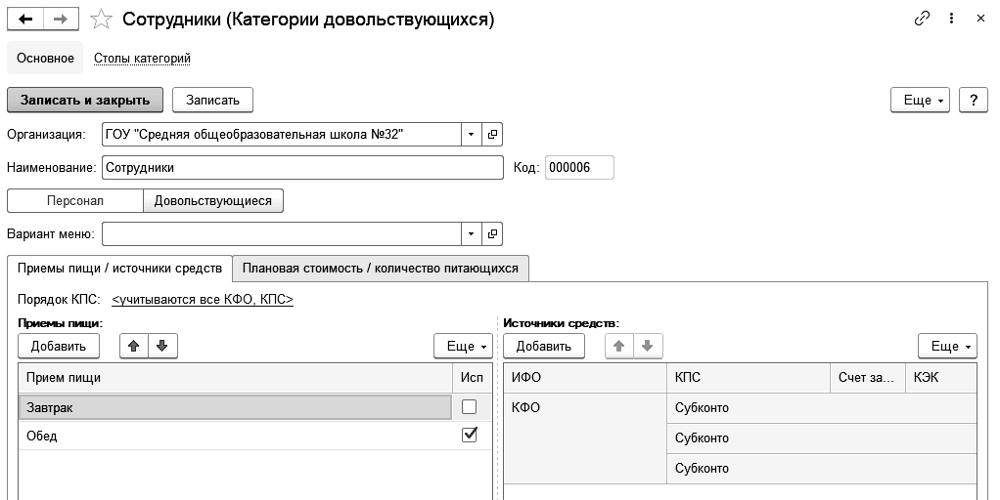 Сотрудники (Категории довольствующихся)
Основное Столы категорий
Записать и закрыть Записать Еще ?
Организация: ГОУ "Средняя общеобразовательная школа №32"
Наименование: Сотрудники Код: 000006
Персонал Довольствующиеся
Вариант меню:
Приемы пищи / источники средств Плановая стоимость / количество питающихся
Порядок КПС: <учитываются все КФО, КПС>
Приемы пищи: Источники средств:
Добавить Еще Добавить Еще
Прием пищи Исп ИФО КПС Счет за... КЭК
Завтрак КФО Субконто
Обед Субконто
Субконто